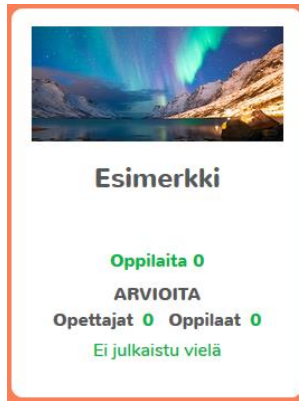 Esimerkki
Oppilaita 0
ARVIOITA
Opettajat 0 Oppilaat 0
Ei julkaistu vielä